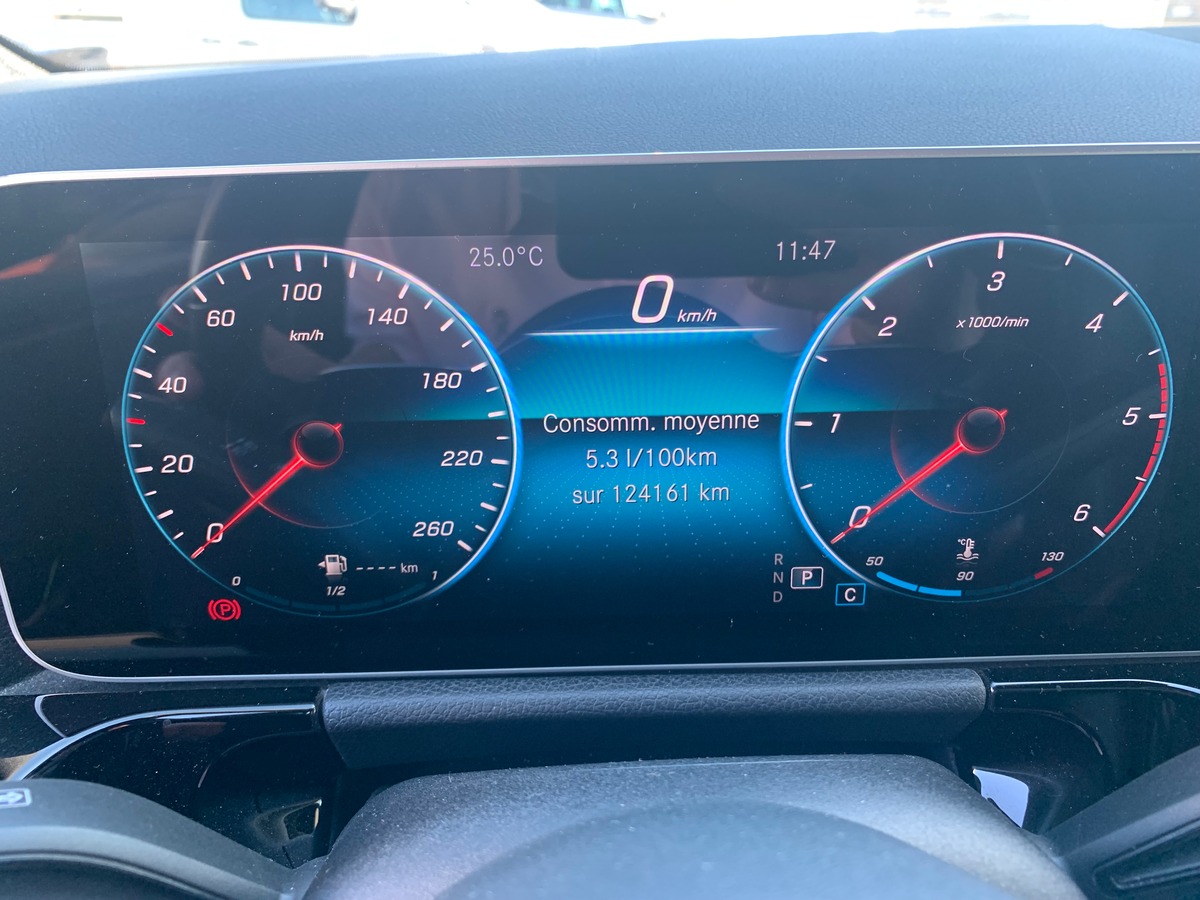 25.0°C
11:47
0 km/h
100
60
140
km/h
40
180
20
220
0
260
Consomm. moyenne
5.3 l/100km
sur 124161 km
3
2
4
x1000/min
1
5
0
6
0
1/2
---- km
1
P
R
N
D
P
C
50
°C
90
130